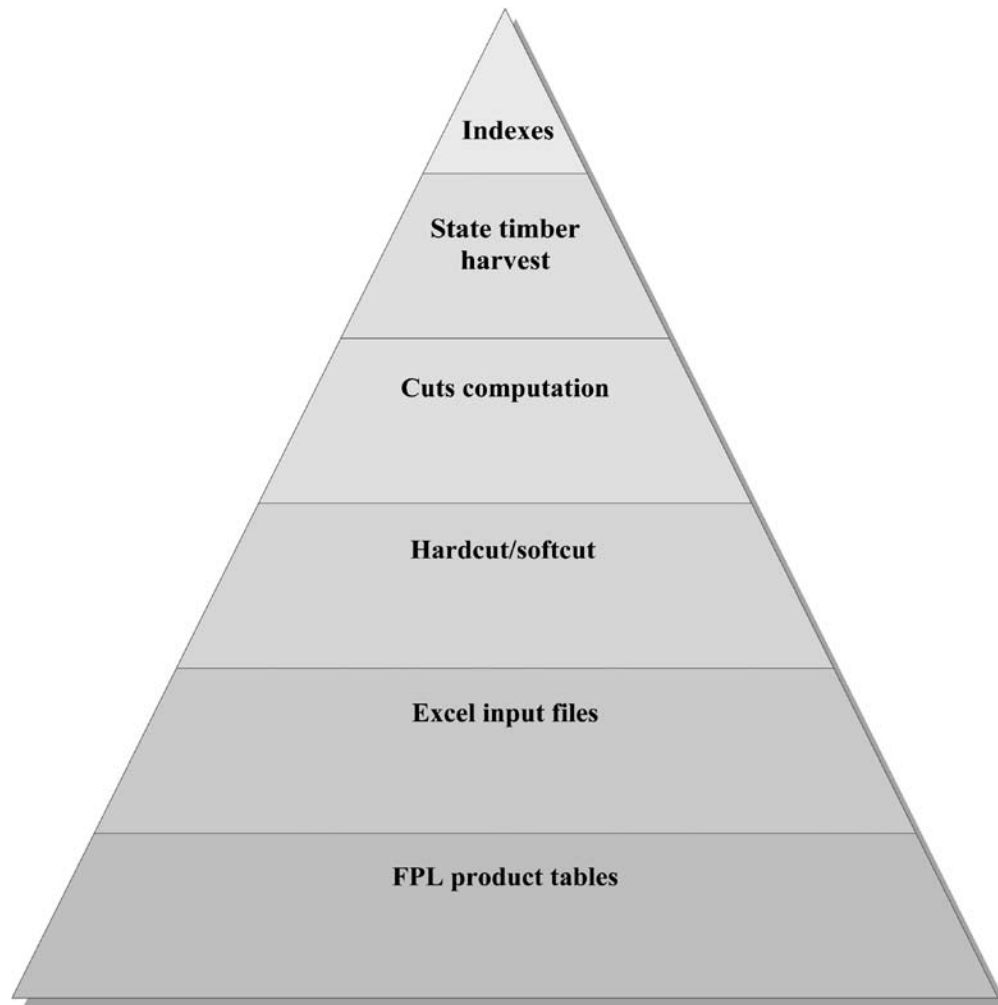 Indexes
State timber
harvest
Cuts computation
Hardcut/softcut
Excel input files
FPL product tables